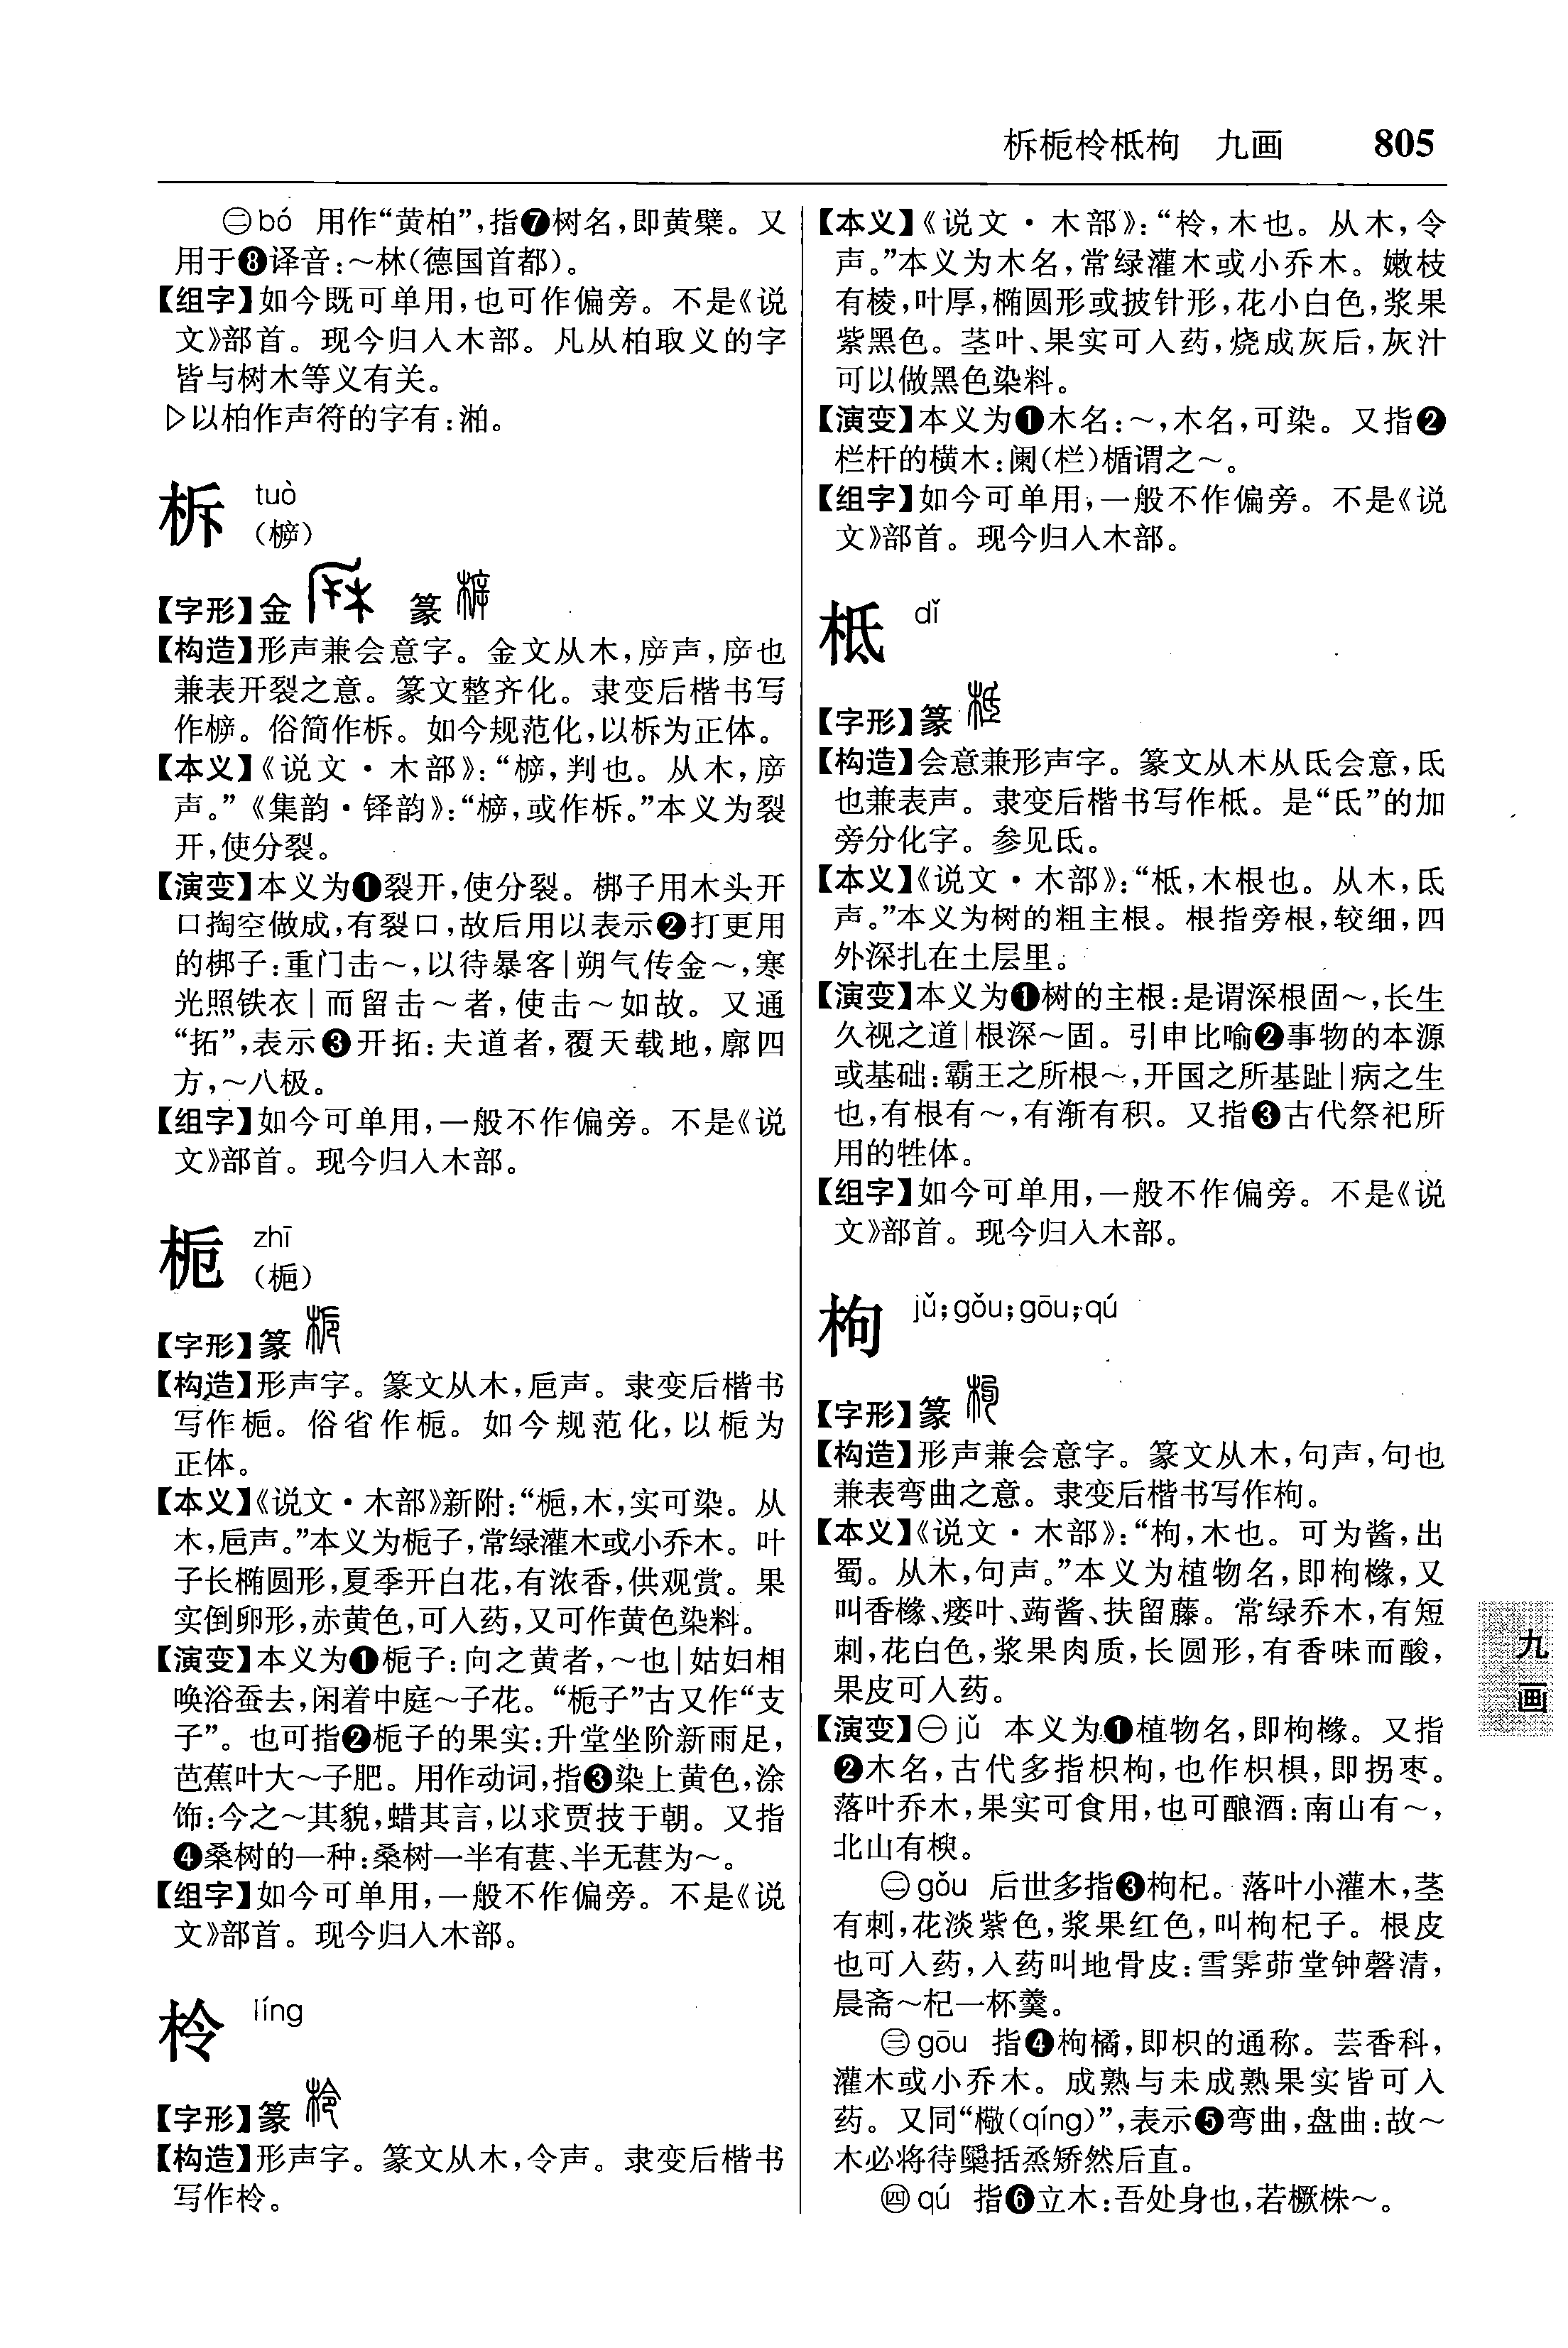 柝栀柃柢枸　九画　805
㊁bó　用作“黄柏”，指❼树名，即黄檗。又
用于❽译音：～林（德国首都）。
【组字】如今既可单用，也可作偏旁。不是《说
文》部首。现今归入木部。凡从柏取义的字
皆与树木等义有关。
▷以柏作声符的字有：湘。
柝　tuò
（㯐）
【字形】金　篆
【构造】形声兼会意字。金文从木，㡿声，㡿也
兼表开裂之意。篆文整齐化。隶变后楷书写
作㯐。俗简作柝。如今规范化，以柝为正体。
【本义】《说文·木部》：“㯐，判也。从木，㡿
声。”《集韵·铎韵》：“㯐，或作柝。”本义为裂
开，使分裂。
【演变】本义为❶裂开，使分裂。梆子用木头开
口掏空做成，有裂口，故后用以表示❷打更用
的梆子：重门击～，以待暴客｜朔气传金～，寒
光照铁衣｜而留击～者，使击～如故。又通
“拓”，表示❸开拓：夫道者，覆天载地，廓四
方，～八极。
【组字】如今可单用，一般不作偏旁。不是《说
文》部首。现今归入木部。
栀　zhī
（梔）
【字形】篆
【构造】形声字。篆文从木，巵声。隶变后楷书
写作梔。俗省作栀。如今规范化，以栀为
正体。
【本义】《说文·木部》新附：“梔，木，实可染。从
木，巵声。”本义为栀子，常绿灌木或小乔木。叶
子长椭圆形，夏季开白花，有浓香，供观赏。果
实倒卵形，赤黄色，可入药，又可作黄色染料。
【演变】本义为❶栀子：向之黄者，～也｜姑妇相
唤浴蚕去，闲着中庭～子花。“栀子”古又作“支
子”。也可指❷栀子的果实：升堂坐阶新雨足，
芭蕉叶大～子肥。用作动词，指❸染上黄色，涂
饰：今之～其貌，蜡其言，以求贾技于朝。又指
❹桑树的一种：桑树一半有葚、半无葚为～。
【组字】如今可单用，一般不作偏旁。不是《说
文》部首。现今归入木部。
柃　líng
【字形】篆
【构造】形声字。篆文从木，令声。隶变后楷书
写作柃。
【本义】《说文·木部》：“柃，木也。从木，令
声。”本义为木名，常绿灌木或小乔木。嫩枝
有棱，叶厚，椭圆形或披针形，花小白色，浆果
紫黑色。茎叶、果实可入药，烧成灰后，灰汁
可以做黑色染料。
【演变】本义为❶木名：～，木名，可染。又指❷
栏杆的横木：阑（栏）楯谓之～。
【组字】如今可单用，一般不作偏旁。不是《说
文》部首。现今归入木部。
柢　dǐ
【字形】篆
【构造】会意兼形声字。篆文从木从氐会意，氐
也兼表声。隶变后楷书写作柢。是“氐”的加
旁分化字。参见氐。
【本义】《说文·木部》：“柢，木根也。从木，氐
声。”本义为树的粗主根。根指旁根，较细，四
外深扎在土层里。
【演变】本义为❶树的主根：是谓深根固～，长生
久视之道｜根深～固。引申比喻❷事物的本源
或基础：霸王之所根～，开国之所基趾｜病之生
也，有根有～，有渐有积。又指❸古代祭祀所
用的牲体。
【组字】如今可单用，一般不作偏旁。不是《说
文》部首。现今归入木部。
枸　jǔ；gǒu；gōu；qú
【字形】篆
【构造】形声兼会意字。篆文从木，句声，句也
兼表弯曲之意。隶变后楷书写作枸。
【本义】《说文·木部》：“枸，木也。可为酱，出
蜀。从木，句声。”本义为植物名，即枸橼，又
叫香橼、蒌叶、蒟酱、扶留藤。常绿乔木，有短
刺，花白色，浆果肉质，长圆形，有香味而酸，
果皮可入药。
【演变】㊀jǔ　本义为❶植物名，即枸橼。又指
❷木名，古代多指枳枸，也作枳椇，即拐枣。
落叶乔木，果实可食用，也可酿酒：南山有～，
北山有楰。
㊁gǒu　后世多指❸枸杞。落叶小灌木，茎
有刺，花淡紫色，浆果红色，叫枸杞子。根皮
也可入药，入药叫地骨皮：雪霁茆堂钟磬清，
晨斋～杞一杯羹。
㊂gōu　指❹枸橘，即枳的通称。芸香科，
灌木或小乔木。成熟与未成熟果实皆可入
药。又同“檠（qíng）”，表示❺弯曲，盘曲：故～
木必将待檃括烝矫然后直。
㊃qú　指❻立木：吾处身也，若橛株～。
九画